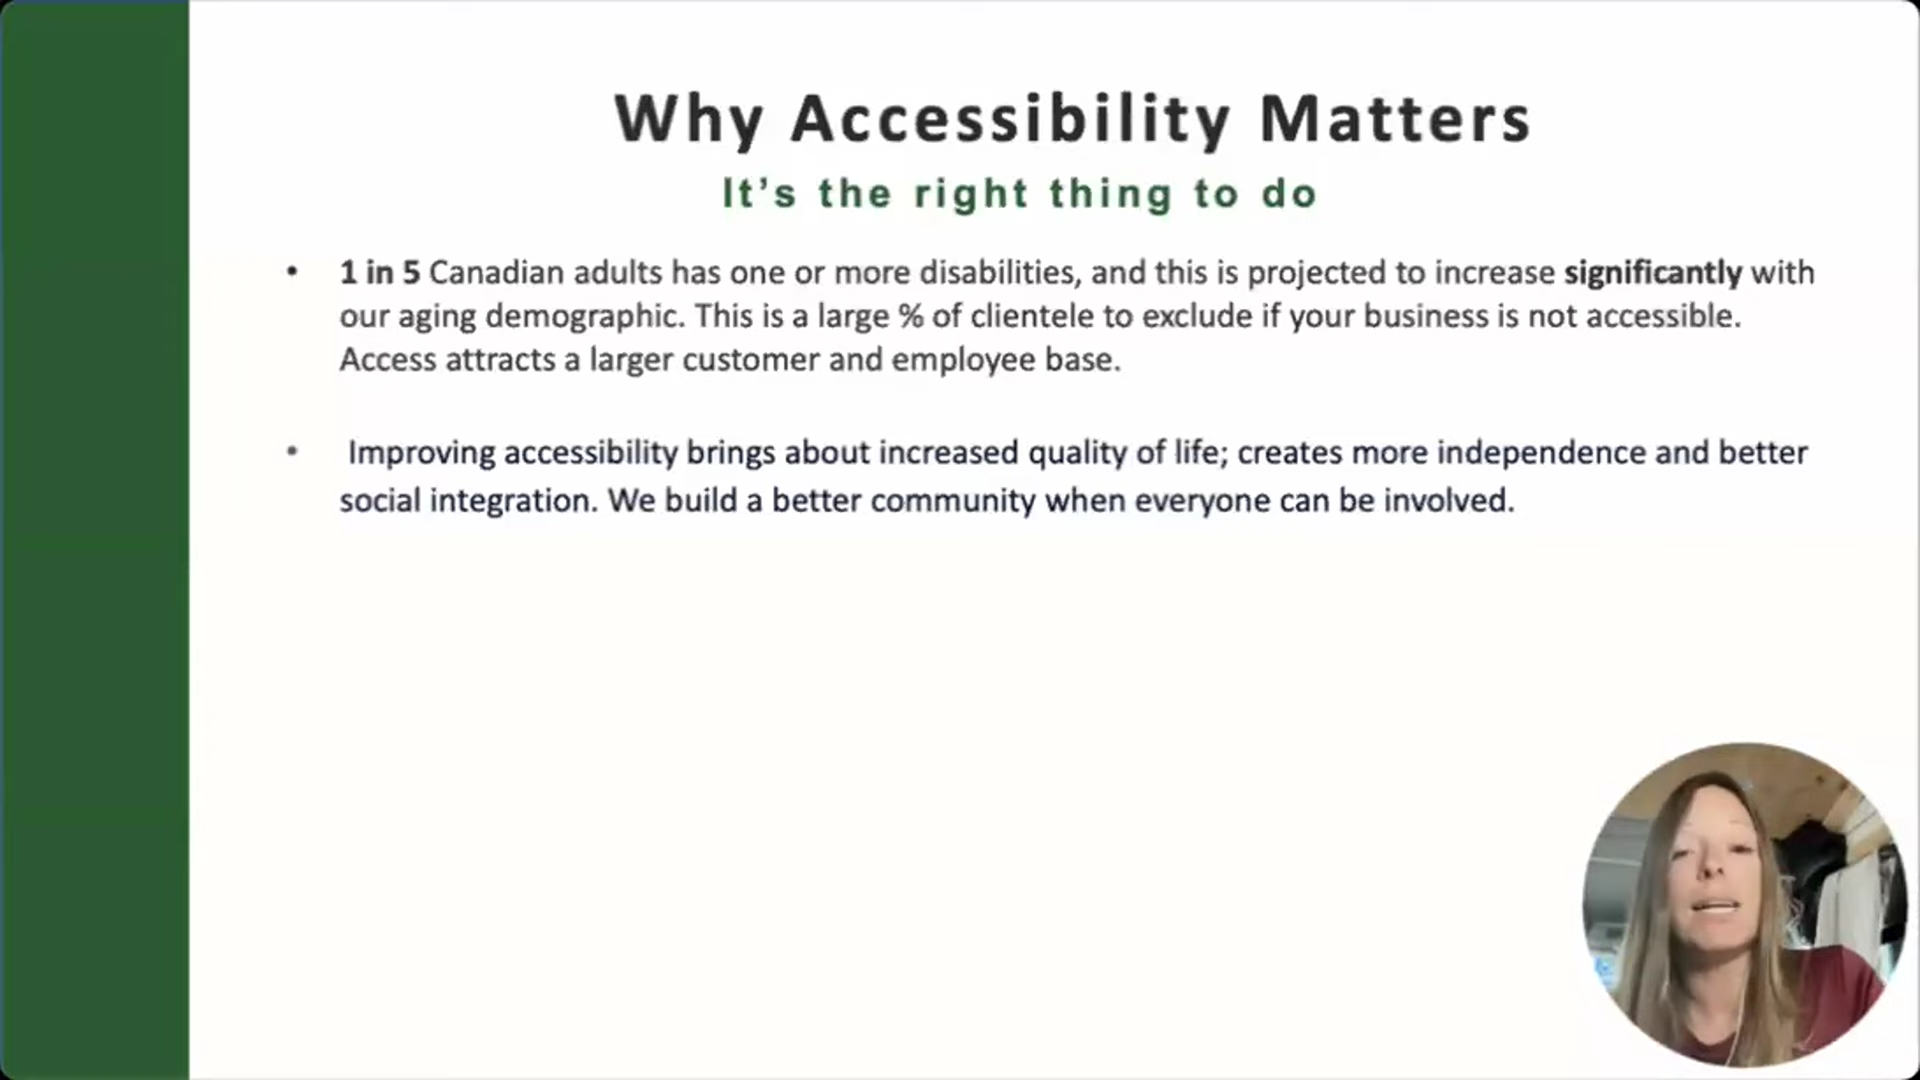 Why Accessibility Matters
It’s the right thing to do
• 1 in 5 Canadian adults has one or more disabilities, and this is projected to increase significantly with
our aging demographic. This is a large % of clientele to exclude if your business is not accessible.
Access attracts a larger customer and employee base.
• Improving accessibility brings about increased quality of life; creates more independence and better
social integration. We build a better community when everyone can be involved.